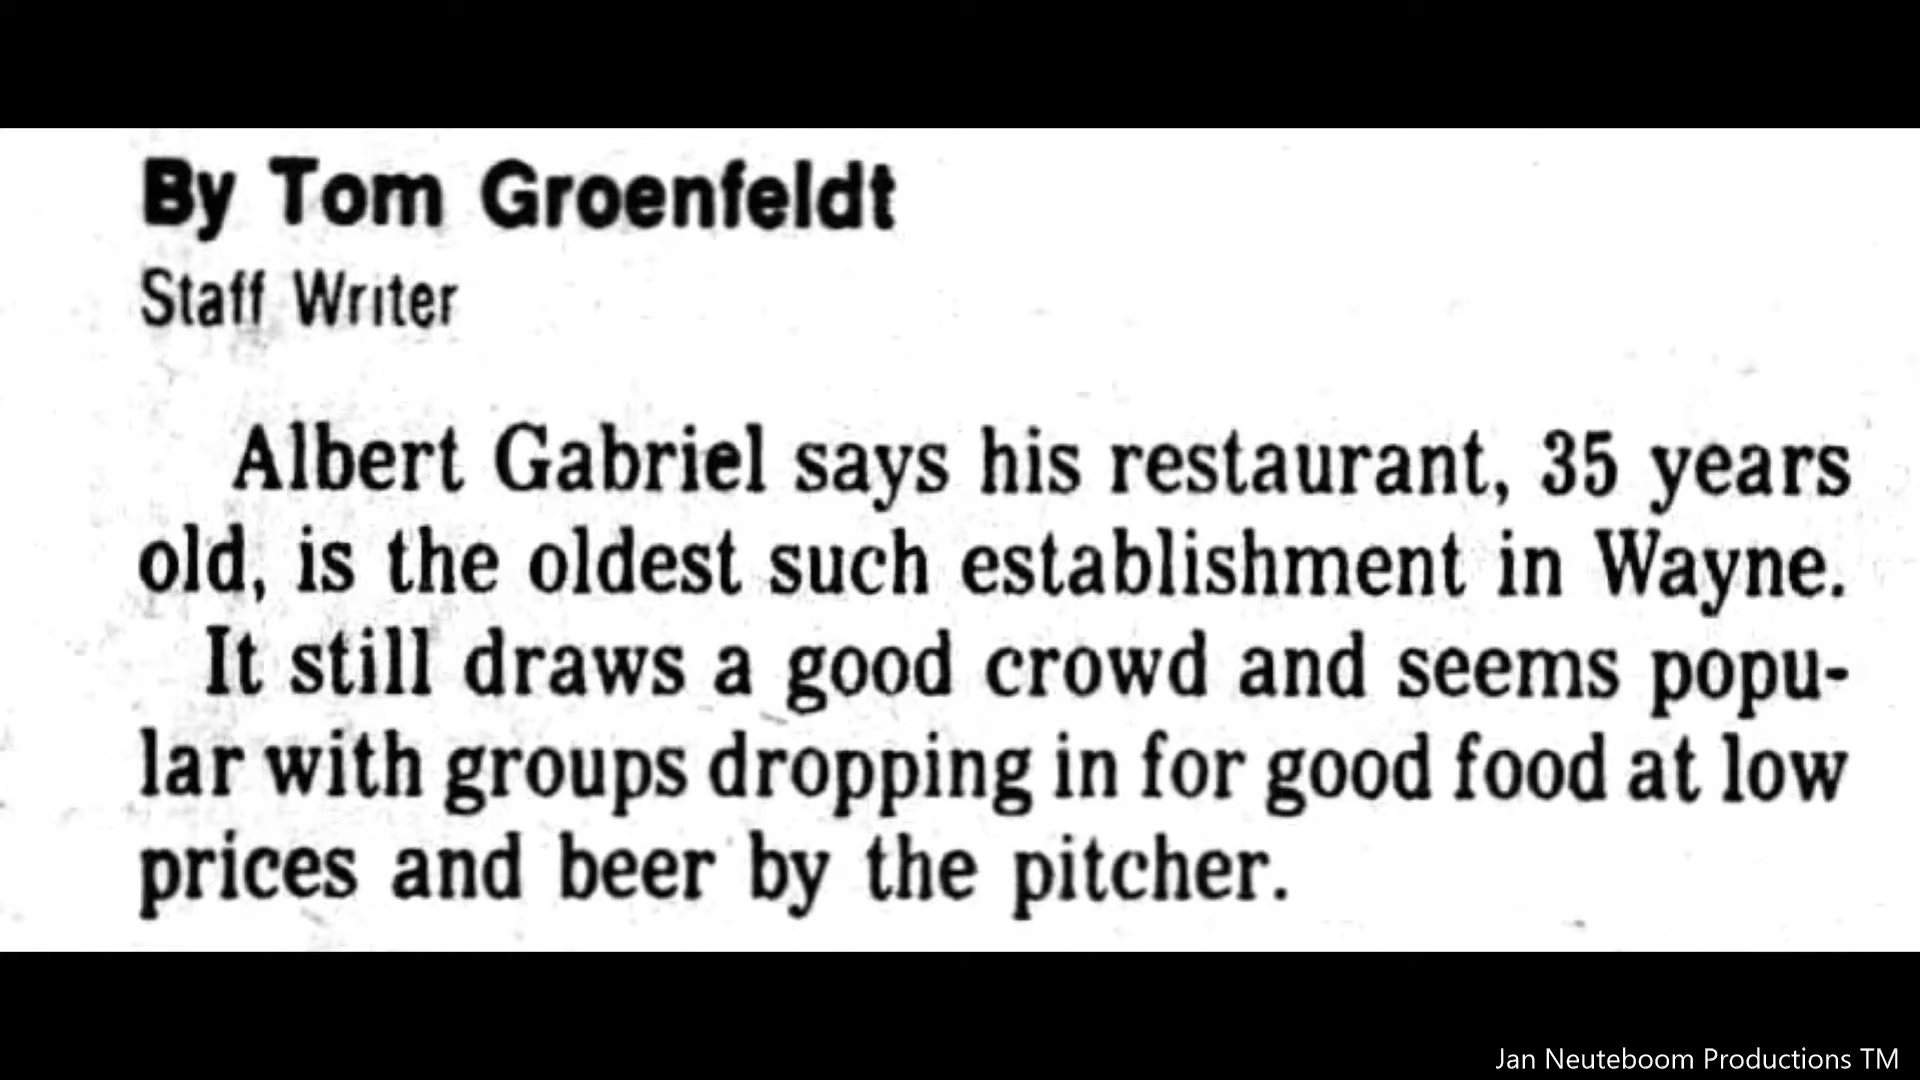 By Tom Groenfeldt
Staff Writer
Albert Gabriel says his restaurant, 35 years
old, is the oldest such establishment in Wayne.
It still draws a good crowd and seems popu-
lar with groups dropping in for good food at low
prices and beer by the pitcher.
Jan Neuteboom Productions TM